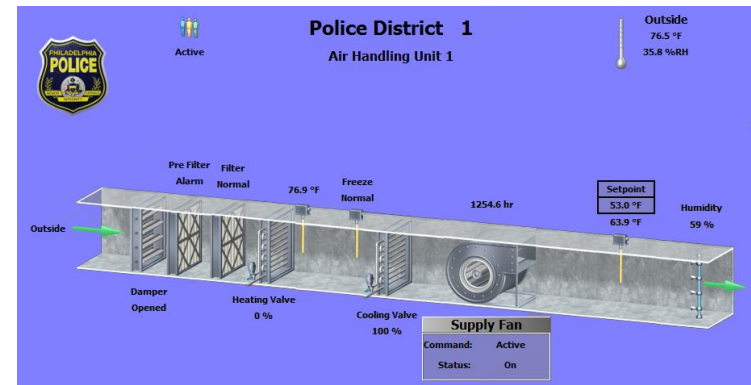 Police District 1
Air Handling Unit 1
Active
Outside
76.5 °F
35.8 %RH
PHILADELPHIA
POLICE
Pre Filter
Alarm
Filter
Normal
76.9 °F
Freeze
Normal
1254.6 hr
Setpoint
53.0 °F
63.9 °F
Humidity
59 %
Outside
Damper
Opened
Heating Valve
0 %
Cooling Valve
100 %
Supply Fan
Command: Active
Status: On